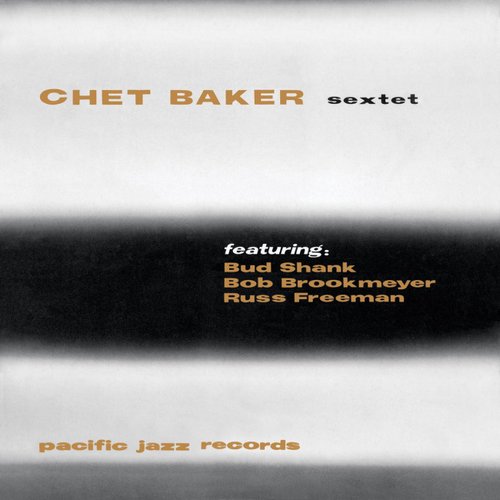 CHET BAKER sextet
featuring:
Bud Shank
Bob Brookmeyer
Russ Freeman
pacific jazz records